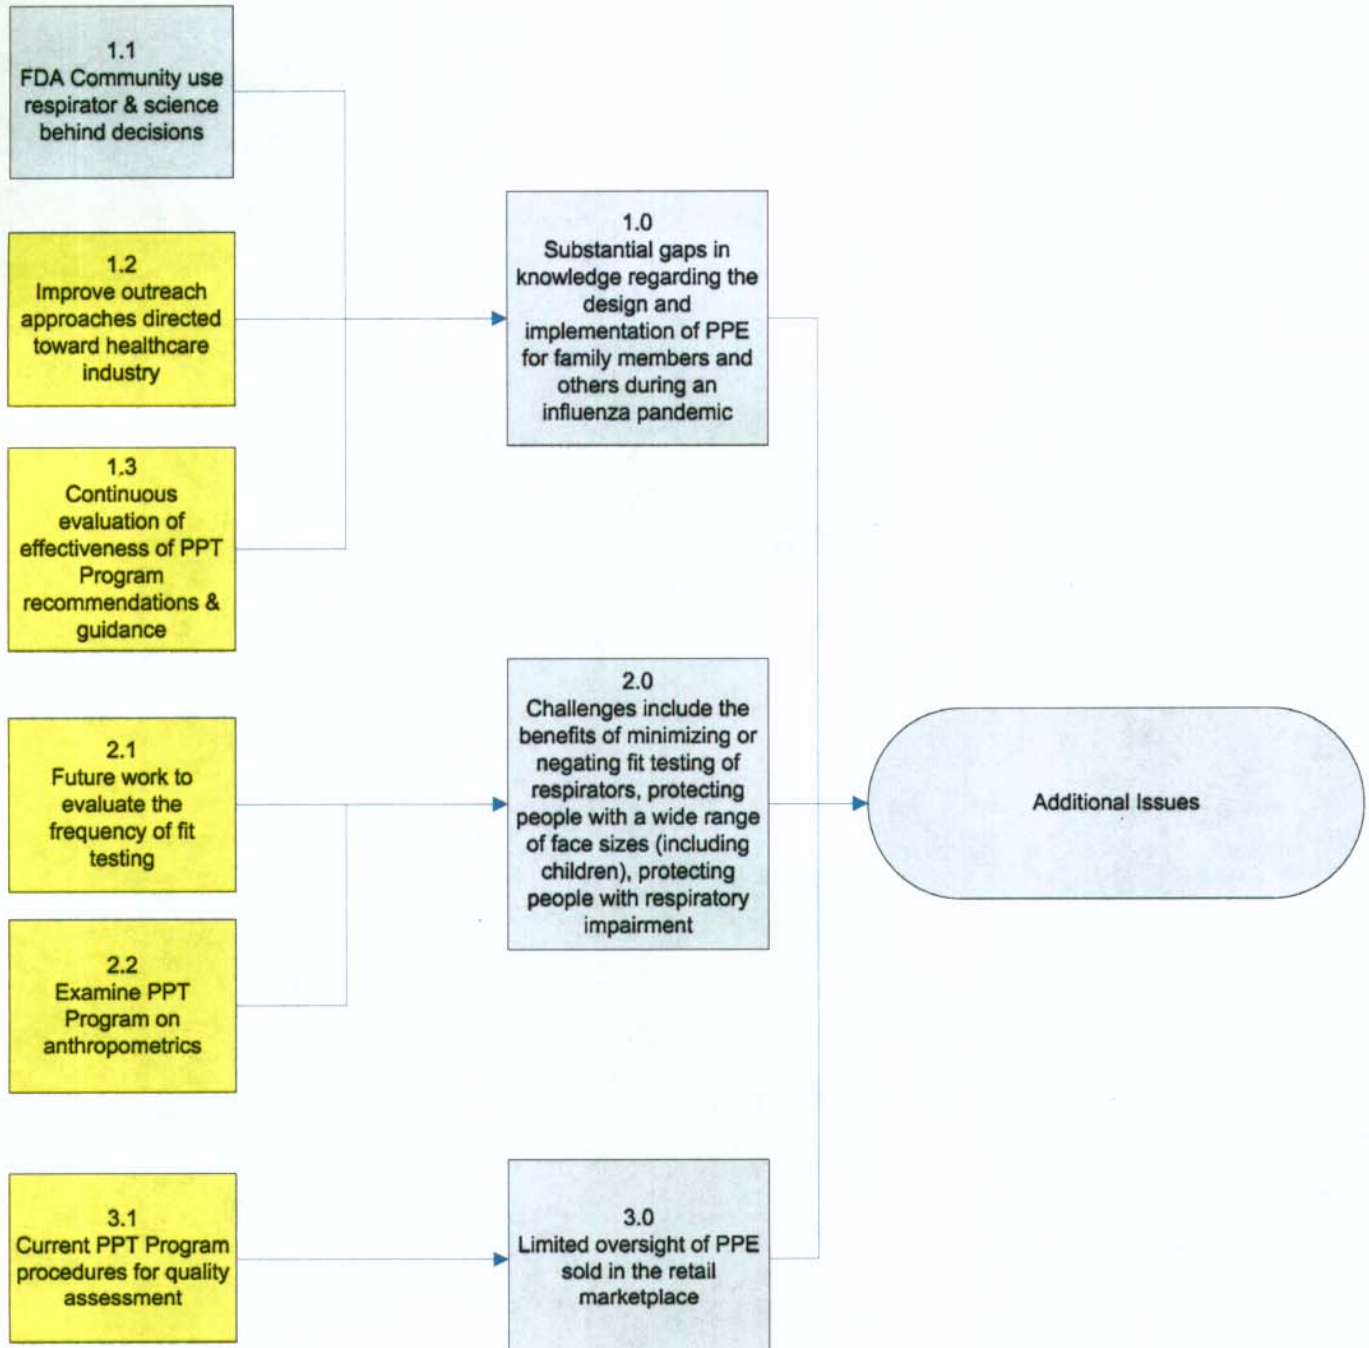 1.1
FDA Community use
respirator & science
behind decisions
1.2
Improve outreach
approaches directed
toward healthcare
industry
1.3
Continuous
evaluation of
effectiveness of PPT
Program
recommendations &
guidance
2.1
Future work to
evaluate the
frequency of fit
testing
2.2
Examine PPT
Program on
anthropometrics
3.1
Current PPT Program
procedures for quality
assessment
1.0
Substantial gaps in
knowledge regarding the
design and
implementation of PPE
for family members and
others during an
influenza pandemic
2.0
Challenges include the
benefits of minimizing or
negating fit testing of
respirators, protecting
people with a wide range
of face sizes (including
children), protecting
people with respiratory
impairment
3.0
Limited oversight of PPE
sold in the retail
marketplace
Additional Issues